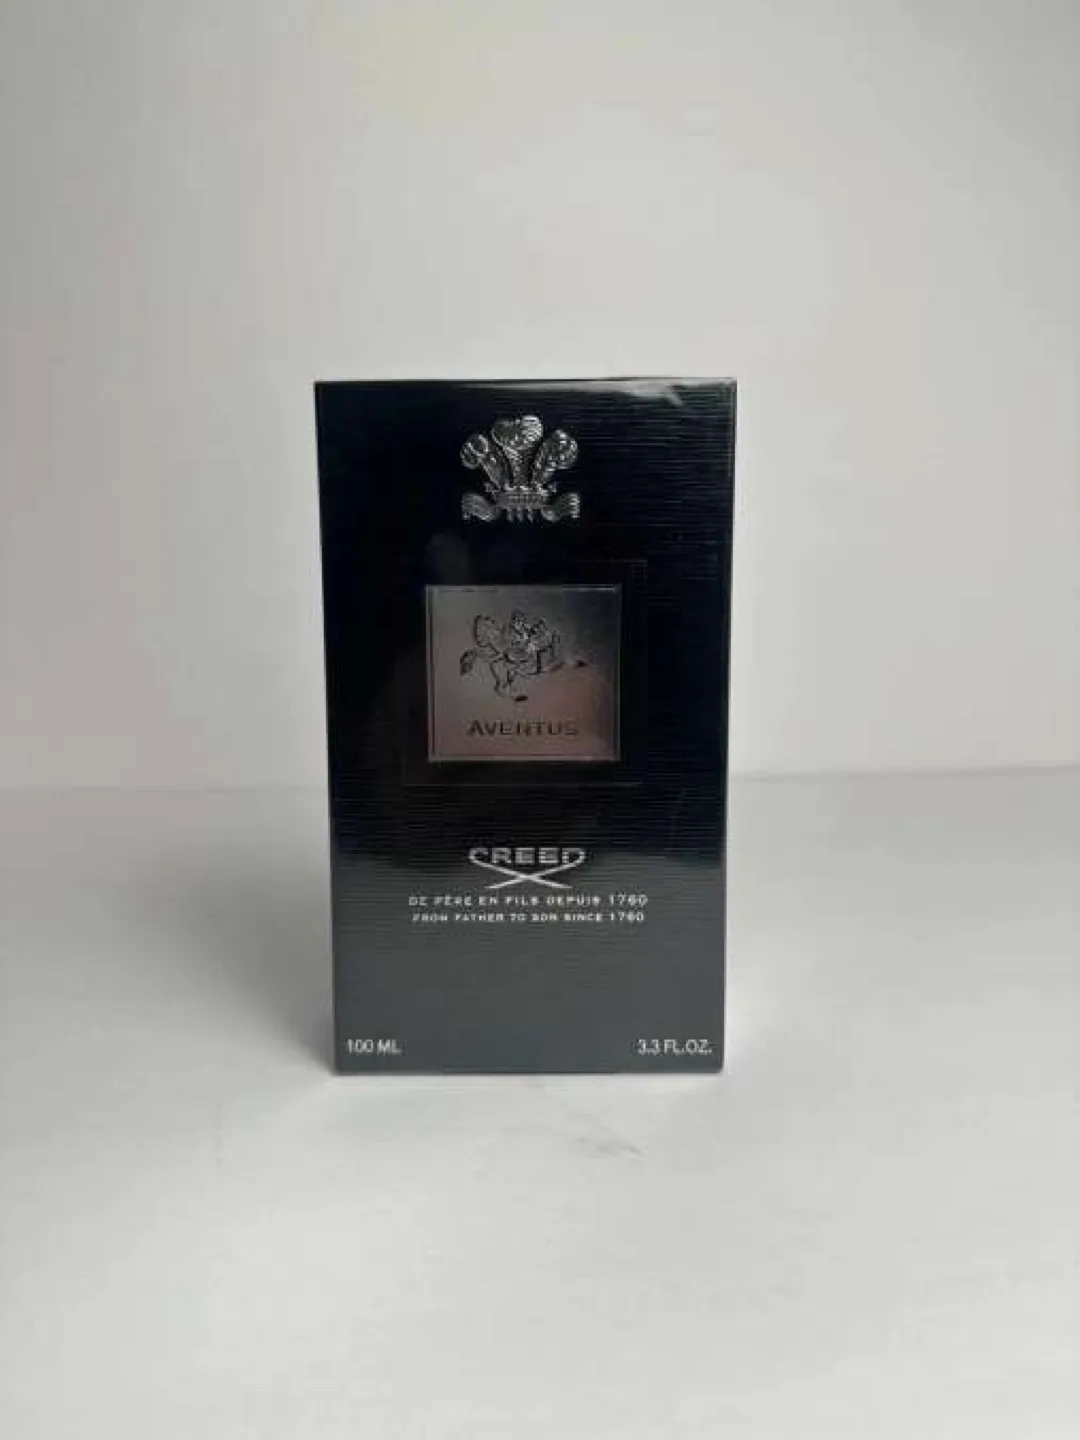 AVENTUS
CREED
DE PÈRE EN FILS DEPUIS 1760
FROM FATHER TO SON SINCE 1760
100 ML
3.3 FL.OZ.